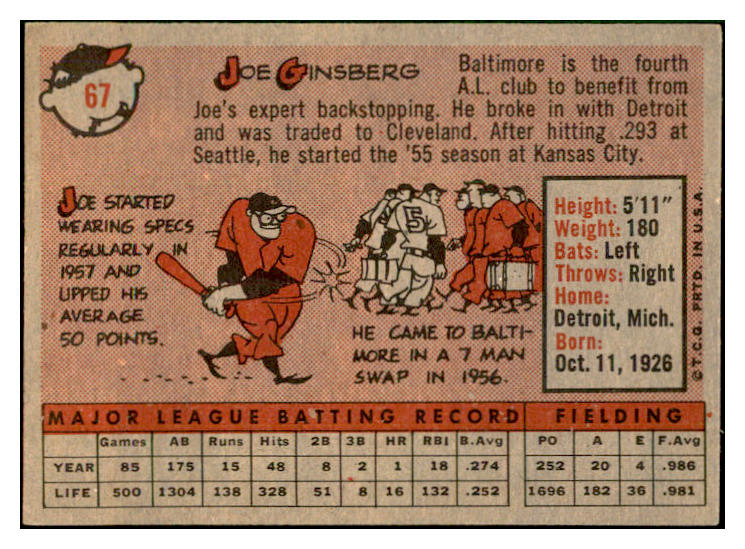 67
JOE GINSBERG
Baltimore is the fourth
A.L. club to benefit from
Joe's expert backstopping. He broke in with Detroit
and was traded to Cleveland. After hitting .293 at
Seattle, he started the '55 season at Kansas City.
JOE STARTED
WEARING SPECS
REGULARLY IN
1957 AND
UPPED HIS
AVERAGE
50 POINTS.
5
HE CAME TO BALTI-
MORE IN A 7 MAN
SWAP IN 1956.
Height: 5'11"
Weight: 180
Bats: Left
Throws: Right
Home:
Detroit, Mich.
Born:
Oct. 11, 1926
©T.C.G. PRTD. IN U.S.A.
MAJOR LEAGUE BATTING RECORD FIELDING
Games AB Runs Hits 2B 3B HR RBI B.Avg PO A E F.Avg
YEAR 85 175 15 48 8 2 1 18 .274 252 20 4 .986
LIFE 500 1304 138 328 51 8 16 132 .252 1696 182 36 .981